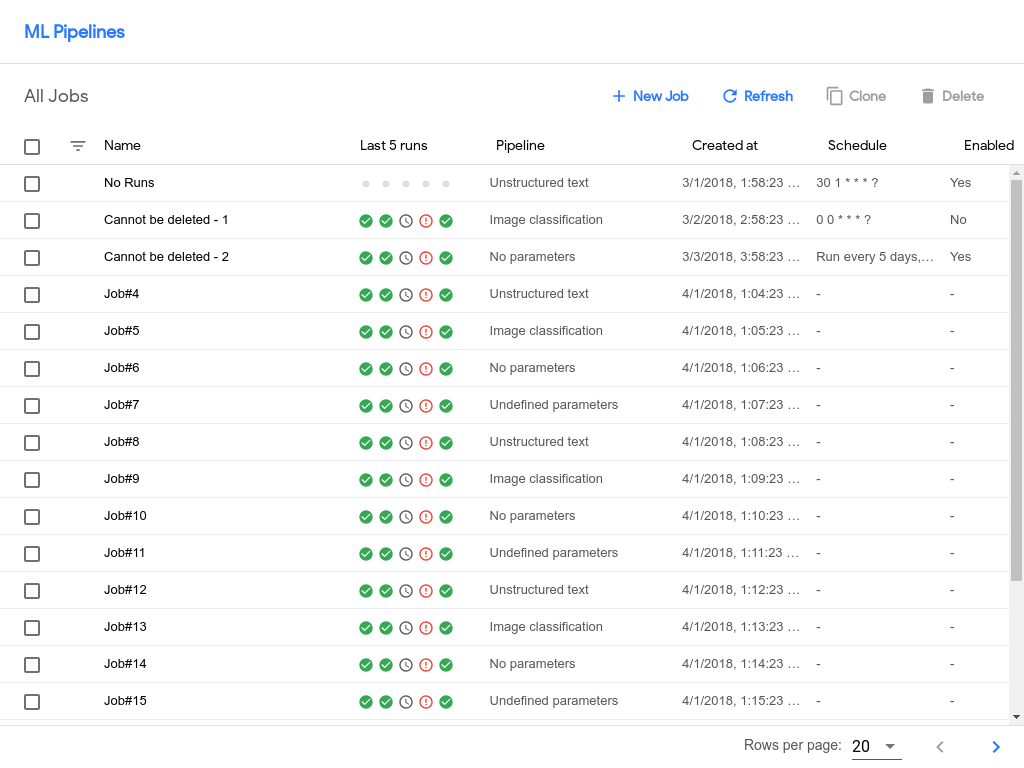 ML Pipelines
All Jobs New Job Refresh Clone Delete
Name Last 5 runs Pipeline Created at Schedule Enabled
No Runs Unstructured text 3/1/2018, 1:58:23 … 30 1 * * * ? Yes
Cannot be deleted - 1 Image classification 3/2/2018, 2:58:23 … 0 0 * * * ? No
Cannot be deleted - 2 No parameters 3/3/2018, 3:58:23 … Run every 5 days,… Yes
Job#4 Unstructured text 4/1/2018, 1:04:23 … - -
Job#5 Image classification 4/1/2018, 1:05:23 … - -
Job#6 No parameters 4/1/2018, 1:06:23 … - -
Job#7 Undefined parameters 4/1/2018, 1:07:23 … - -
Job#8 Unstructured text 4/1/2018, 1:08:23 … - -
Job#9 Image classification 4/1/2018, 1:09:23 … - -
Job#10 No parameters 4/1/2018, 1:10:23 … - -
Job#11 Undefined parameters 4/1/2018, 1:11:23 … - -
Job#12 Unstructured text 4/1/2018, 1:12:23 … - -
Job#13 Image classification 4/1/2018, 1:13:23 … - -
Job#14 No parameters 4/1/2018, 1:14:23 … - -
Job#15 Undefined parameters 4/1/2018, 1:15:23 … - -
Rows per page: 20